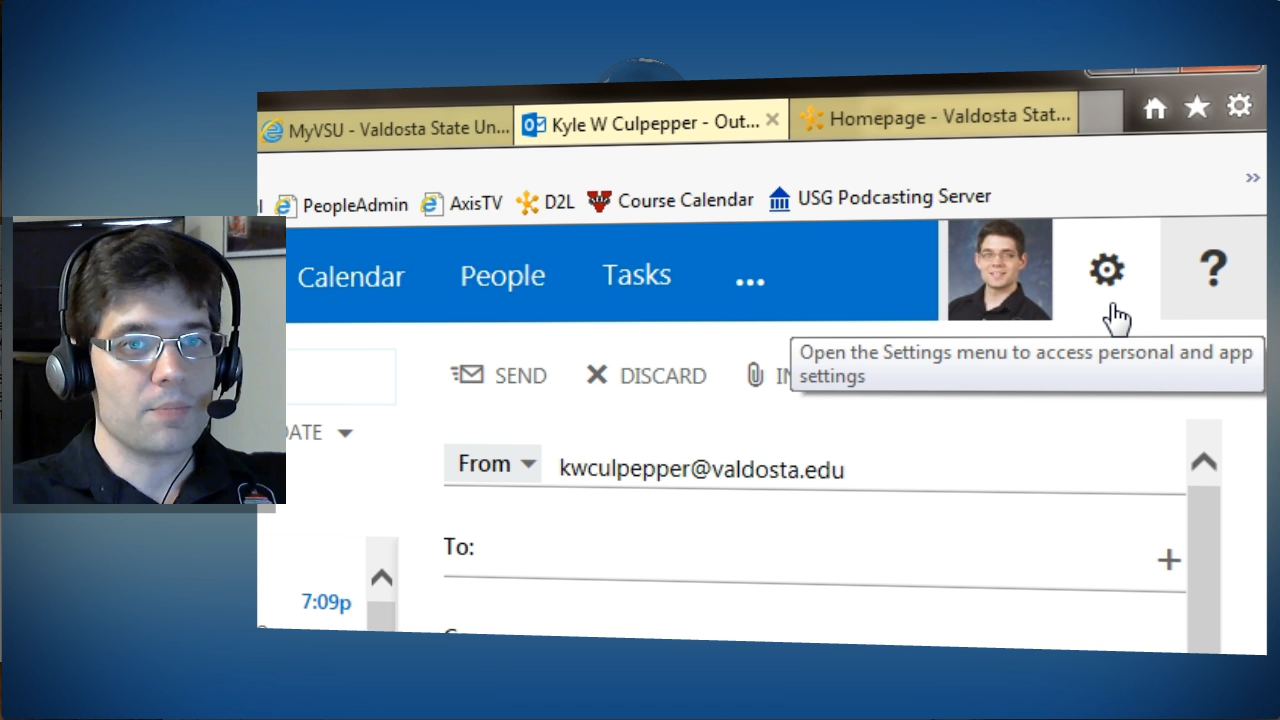 MyVSU - Valdosta State Un...
Kyle W Culpepper - Out...
Homepage - Valdosta Stat...
PeopleAdmin
AxisTV
D2L
Course Calendar
USG Podcasting Server
Calendar
People
Tasks
...
?
Open the Settings menu to access personal and app
settings
SEND
DISCARD
From
kwculpepper@valdosta.edu
To:
7:09p